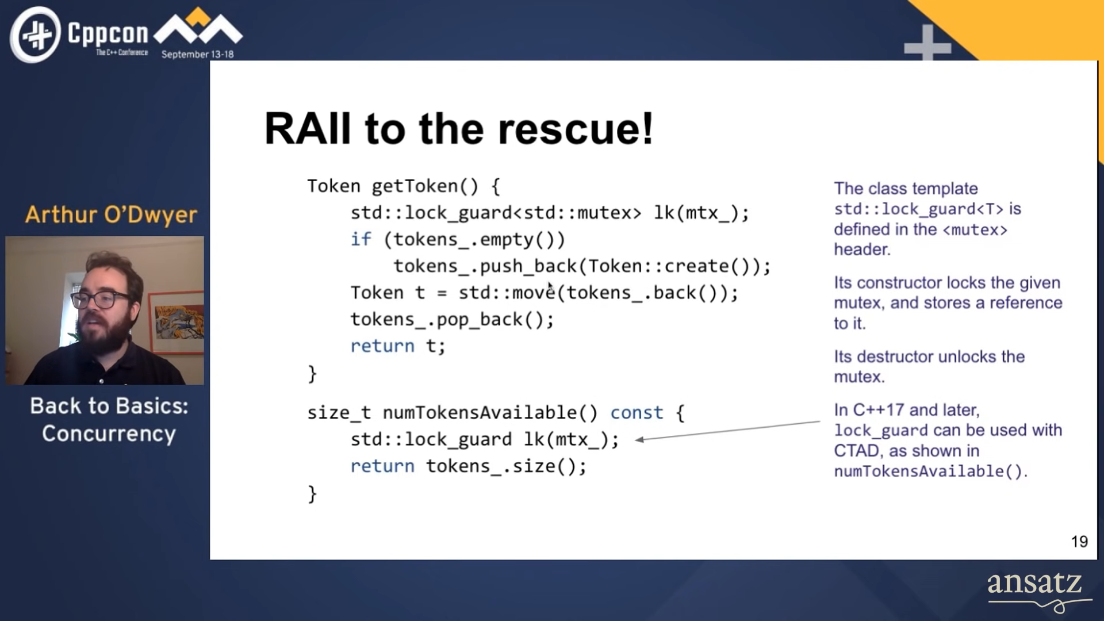 Cppcon
The C++ Conference
September 13-18
RAII to the rescue!
Token getToken() {
std::lock_guard<std::mutex> lk(mtx_);
if (tokens_.empty())
tokens_.push_back(Token::create());
Token t = std::move(tokens_.back());
tokens_.pop_back();
return t;
}
size_t numTokensAvailable() const {
std::lock_guard lk(mtx_);
return tokens_.size();
}
The class template
std::lock_guard<T> is
defined in the <mutex>
header.
Its constructor locks the given
mutex, and stores a reference
to it.
Its destructor unlocks the
mutex.
In C++17 and later,
lock_guard can be used with
CTAD, as shown in
numTokensAvailable().
19
Arthur O'Dwyer
Back to Basics:
Concurrency
ansatz